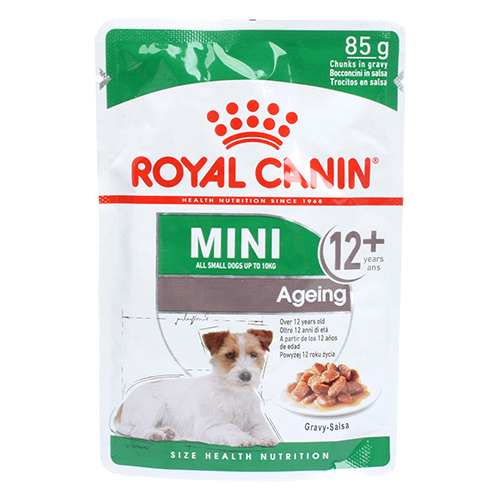 85 g
Chunks in gravy
Bocconcini in salsa
Trocitos en salsa
ROYAL CANIN®
HEALTH NUTRITION SINCE 1968
MINI
ALL SMALL DOGS UP TO 10KG
12+
years
ans
Ageing
Over 12 years old
Oltre 12 anni di età
A partir de los 12 años
de edad
Powyżej 12 roku życia
Gravy-Salsa
SIZE HEALTH NUTRITION